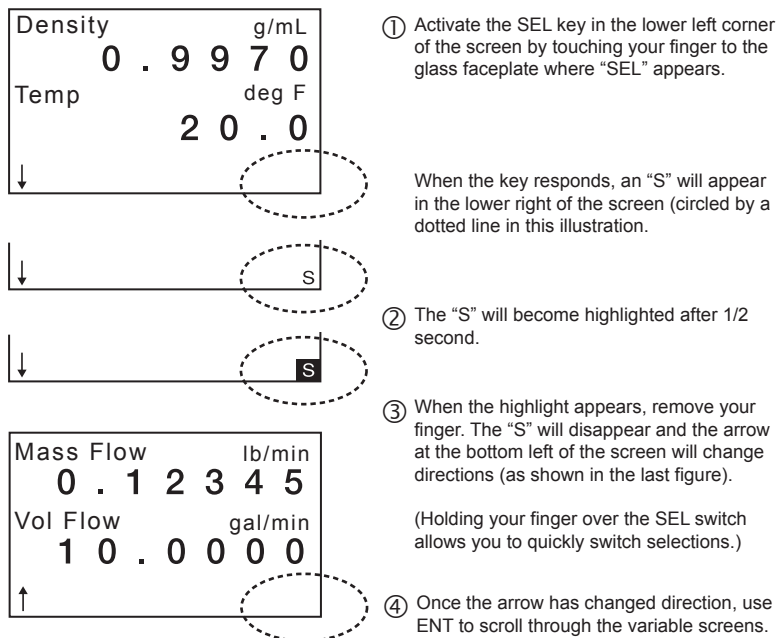 Density g/mL
0.9970
Temp deg F
20.0
↓
① Activate the SEL key in the lower left corner
of the screen by touching your finger to the
glass faceplate where “SEL” appears.
When the key responds, an “S” will appear
in the lower right of the screen (circled by a
dotted line in this illustration.
↓ S
② The “S” will become highlighted after 1/2
second.
↓ S
③ When the highlight appears, remove your
finger. The “S” will disappear and the arrow
at the bottom left of the screen will change
directions (as shown in the last figure).
(Holding your finger over the SEL switch
allows you to quickly switch selections.)
Mass Flow lb/min
0.12345
Vol Flow gal/min
10.0000
↑
④ Once the arrow has changed direction, use
ENT to scroll through the variable screens.